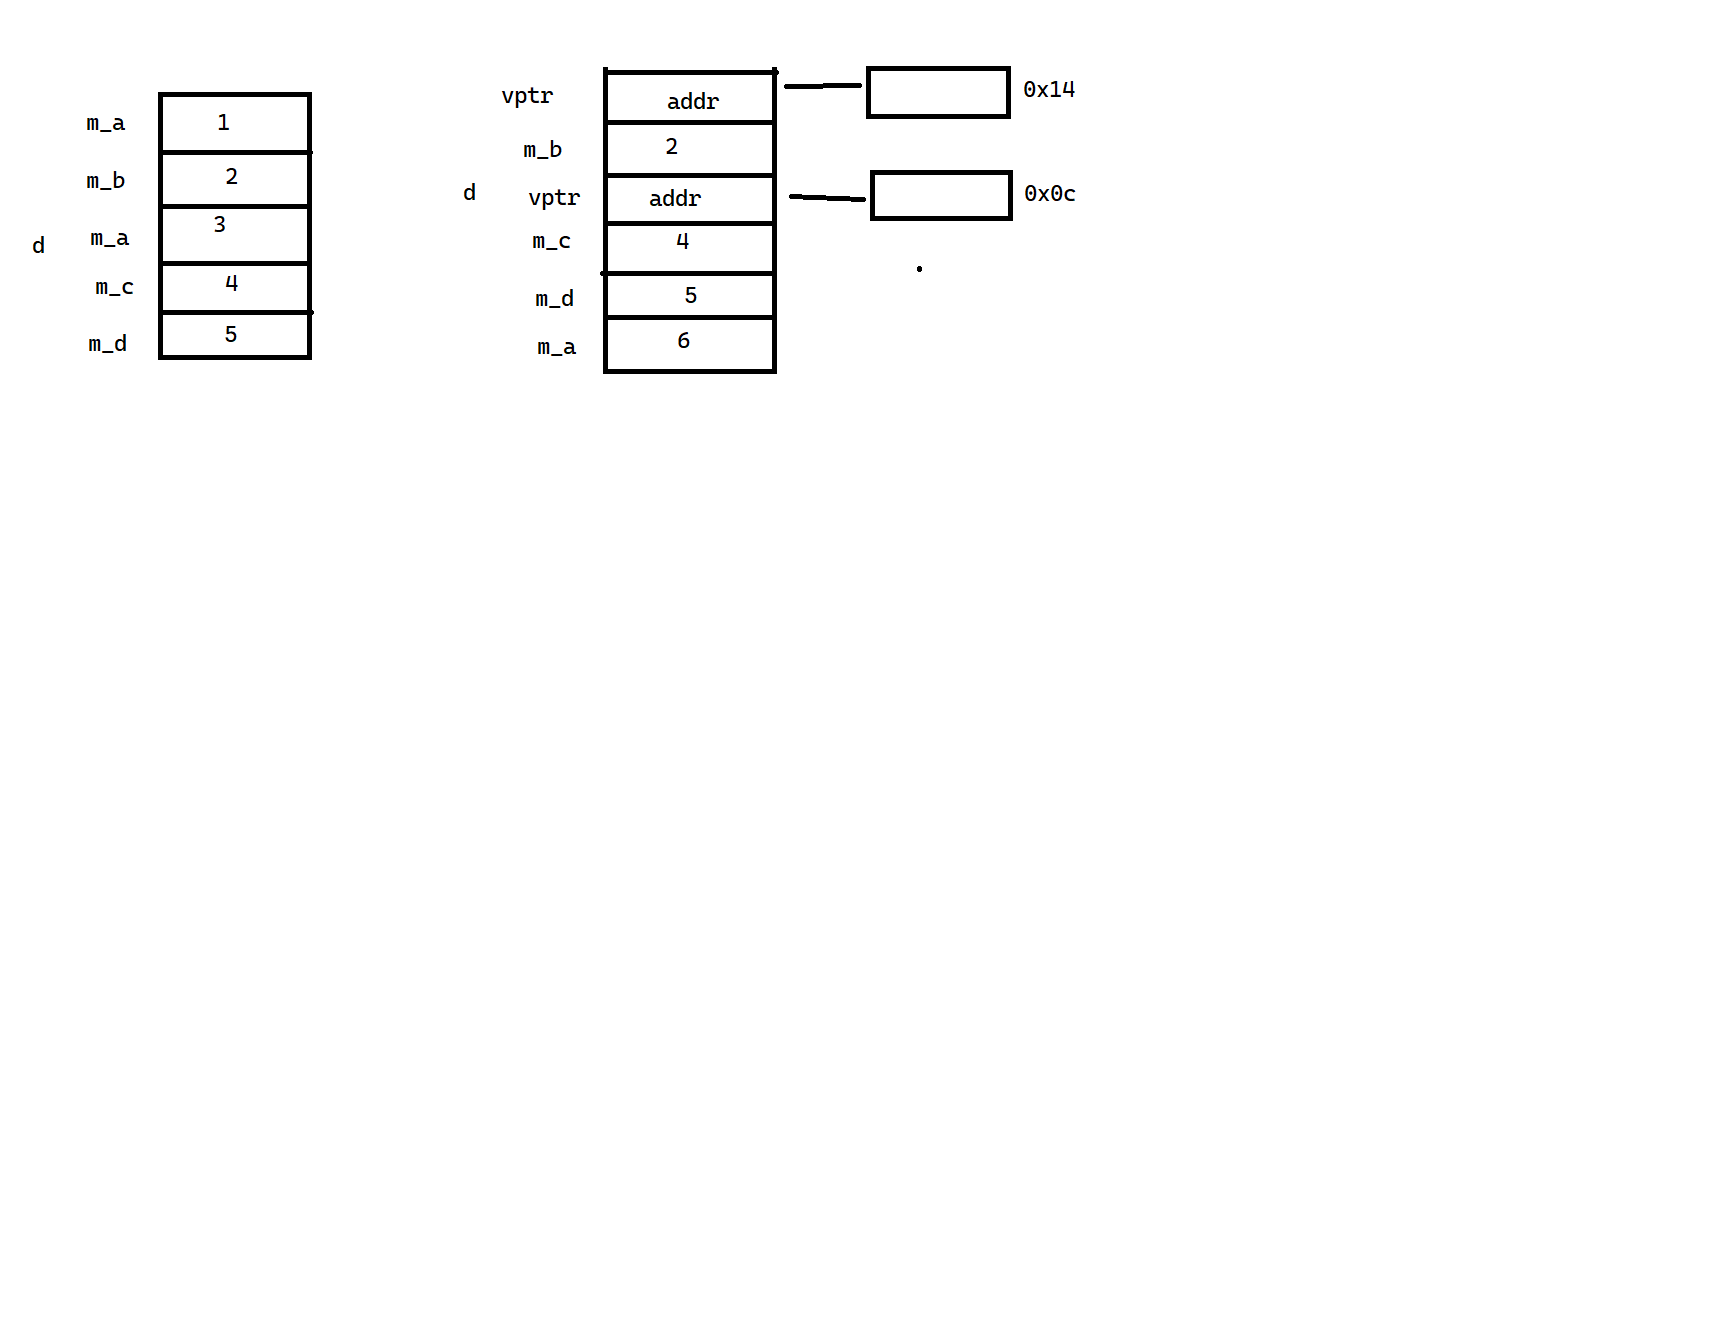 m_a 1
m_b 2
d m_a 3
m_c 4
m_d 5
vptr addr 0x14
m_b 2
d vptr addr 0x0c
m_c 4
m_d 5
m_a 6